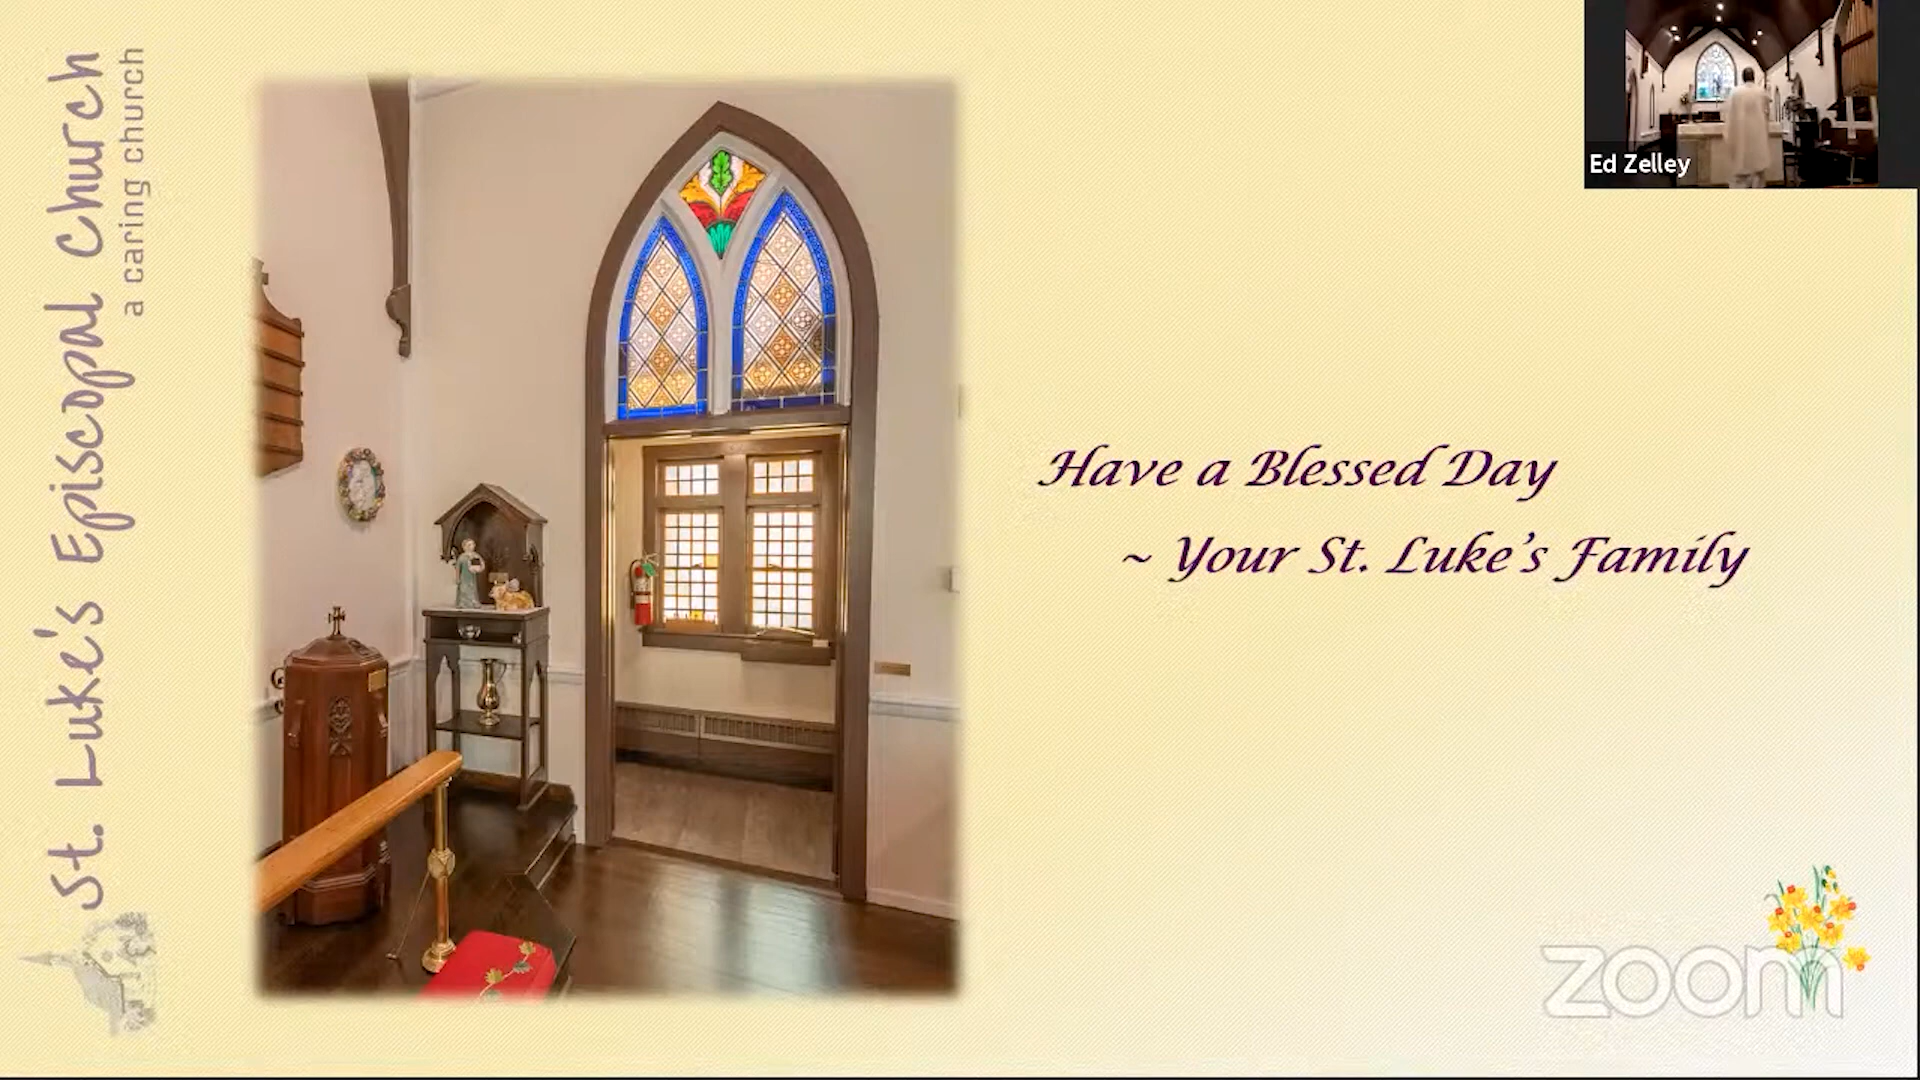 St. Luke's Episcopal Church
a caring church
Ed Zelley
Have a Blessed Day
~ Your St. Luke's Family
zoom